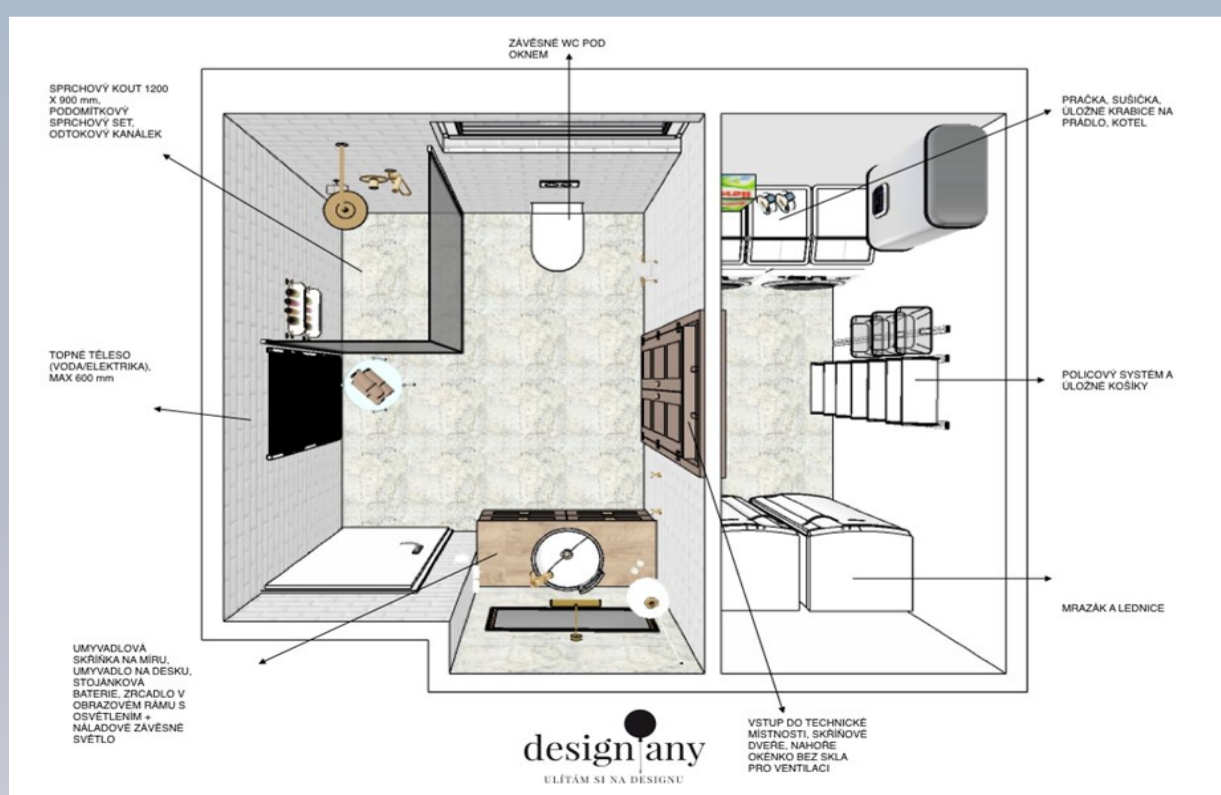 ZÁVĚSNÉ WC POD
OKNEM
SPRCHOVÝ KOUT 1200
X 900 mm,
PODOMÍTKOVÝ
SPRCHOVÝ SET,
ODTOKOVÝ KANÁLEK
PRAČKA, SUŠIČKA,
ÚLOŽNÉ KRABICE NA
PRÁDLO, KOTEL
TOPNÉ TĚLESO
(VODA/ELEKTRIKA),
MAX 600 mm
POLICOVÝ SYSTÉM A
ÚLOŽNÉ KOŠÍKY
MRAZÁK A LEDNICE
UMYVADLOVÁ
SKŘÍŇKA NA MÍRU,
UMYVADLO NA DESKU,
STOJÁNKOVÁ
BATERIE, ZRCADLO V
OBRAZOVÉM RÁMU S
OSVĚTLENÍM +
NÁLADOVÉ ZÁVĚSNÉ
SVĚTLO
VSTUP DO TECHNICKÉ
MÍSTNOSTI, SKŘÍŇOVÉ
DVEŘE, NAHOŘE
OKÉNKO BEZ SKLA
PRO VENTILACI
design any
ULÍTÁM SI NA DESIGNU